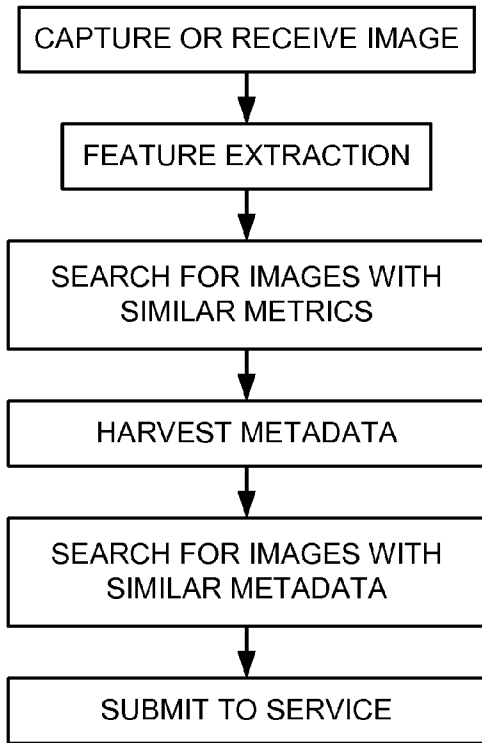 CAPTURE OR RECEIVE IMAGE
FEATURE EXTRACTION
SEARCH FOR IMAGES WITH
SIMILAR METRICS
HARVEST METADATA
SEARCH FOR IMAGES WITH
SIMILAR METADATA
SUBMIT TO SERVICE